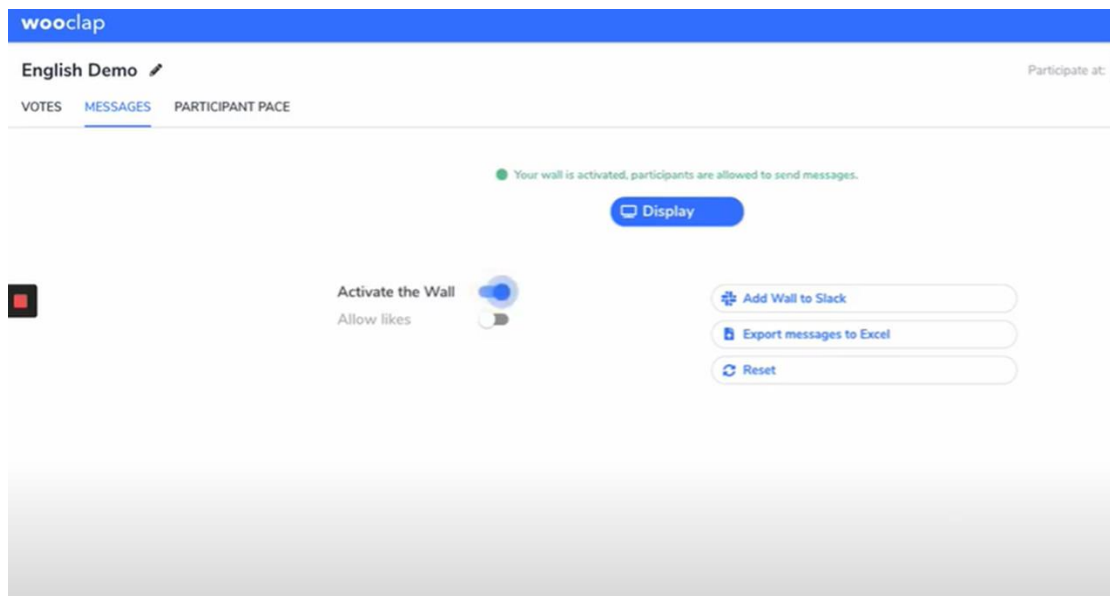 wooclap
English Demo
Participate at:
VOTES MESSAGES PARTICIPANT PACE
Your wall is activated, participants are allowed to send messages.
Display
Activate the Wall
Allow likes
Add Wall to Slack
Export messages to Excel
Reset